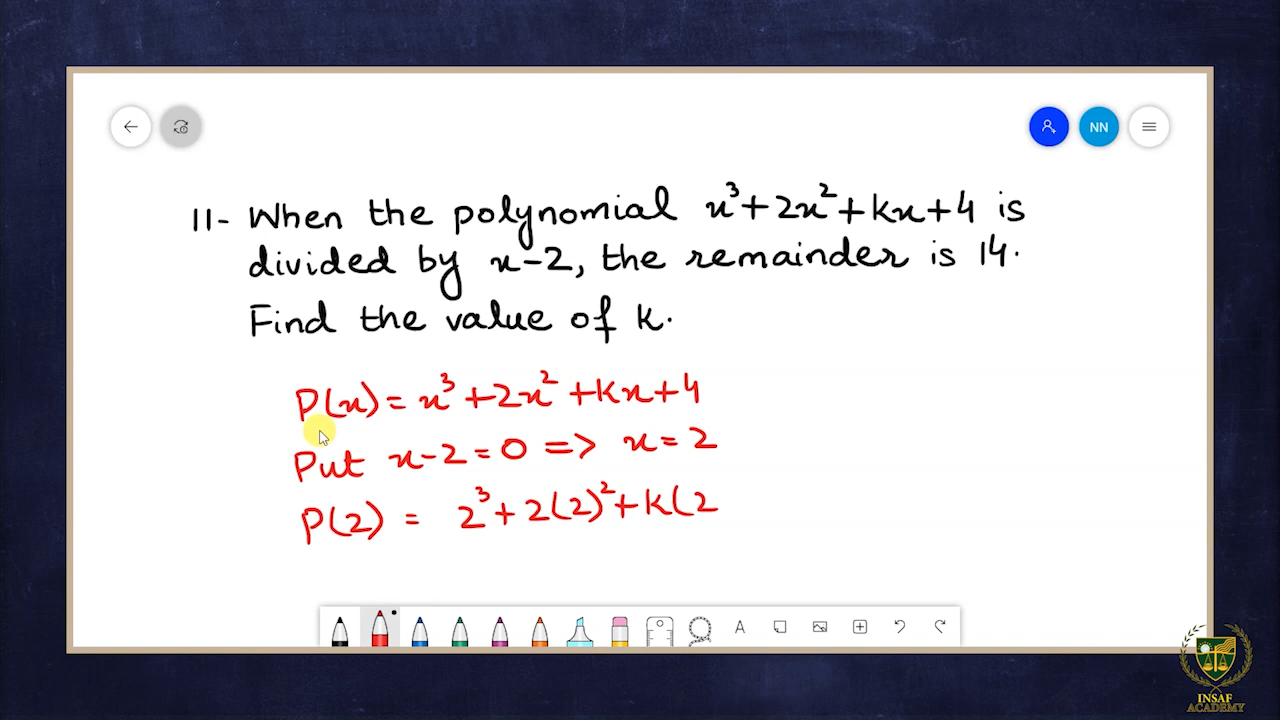 NN
11- When the polynomial x³+2x²+kx+4 is
divided by x-2, the remainder is 14.
Find the value of k.
P(x) = x³+2x²+kx+4
Put x-2=0 => x=2
P(2) = 2³+2(2)²+k(2
A
INSAF
ACADEMY